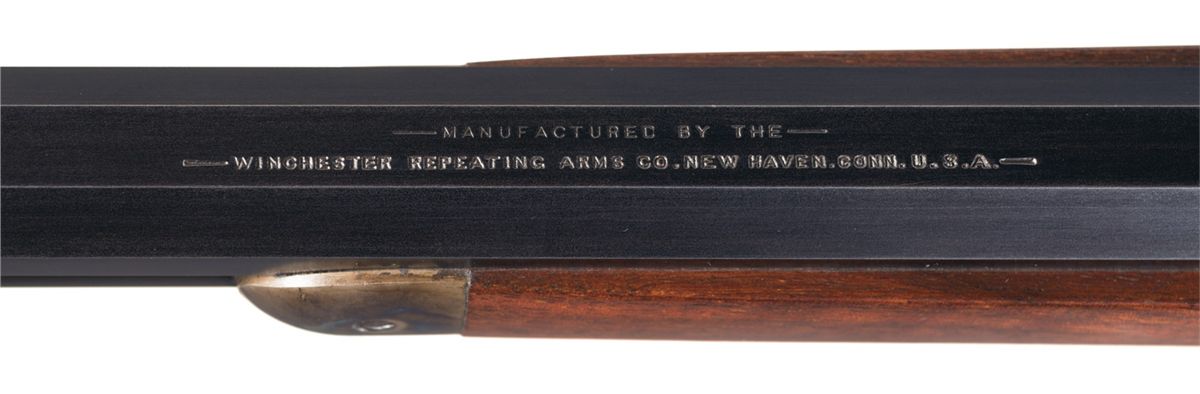 —MANUFACTURED BY THE—
—WINCHESTER REPEATING ARMS CO. NEW HAVEN. CONN. U.S.A.—